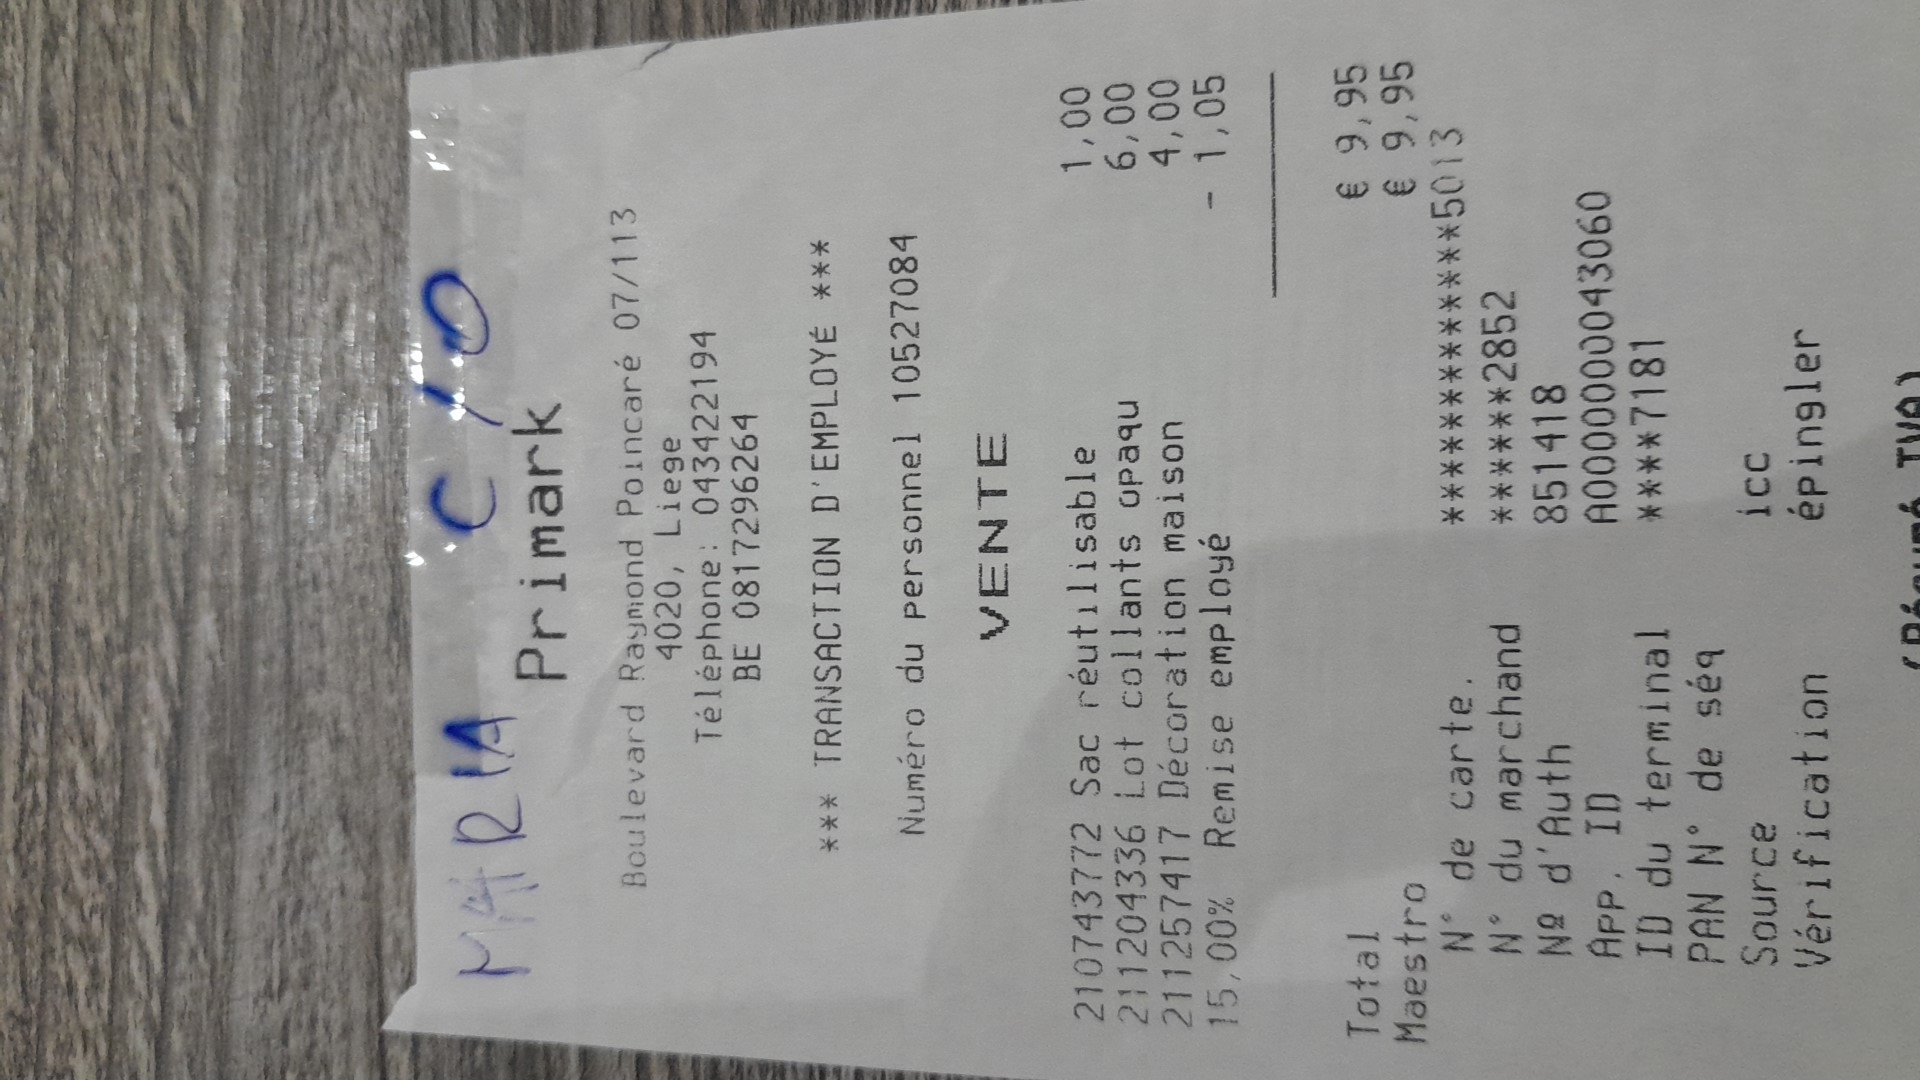 MARIA C/O
Primark
Boulevard Raymond Poincaré 07/113
4020, Liege
Téléphone: 043422194
BE 0817296264
*** TRANSACTION D'EMPLOYÉ ***
Numéro du personnel 10527084
VENTE
210743772 Sac réutilisable 1,00
211204336 Lot collants opaqu 6,00
211257417 Décoration maison 4,00
15,00% Remise employé - 1,05
Total € 9,95
Maestro € 9,95
N° de carte. ***************5013
N° du marchand ******2852
Nº d'Auth 851418
App. ID A0000000043060
ID du terminal ****7181
PAN N° de séq
Source icc
Vérification épingler